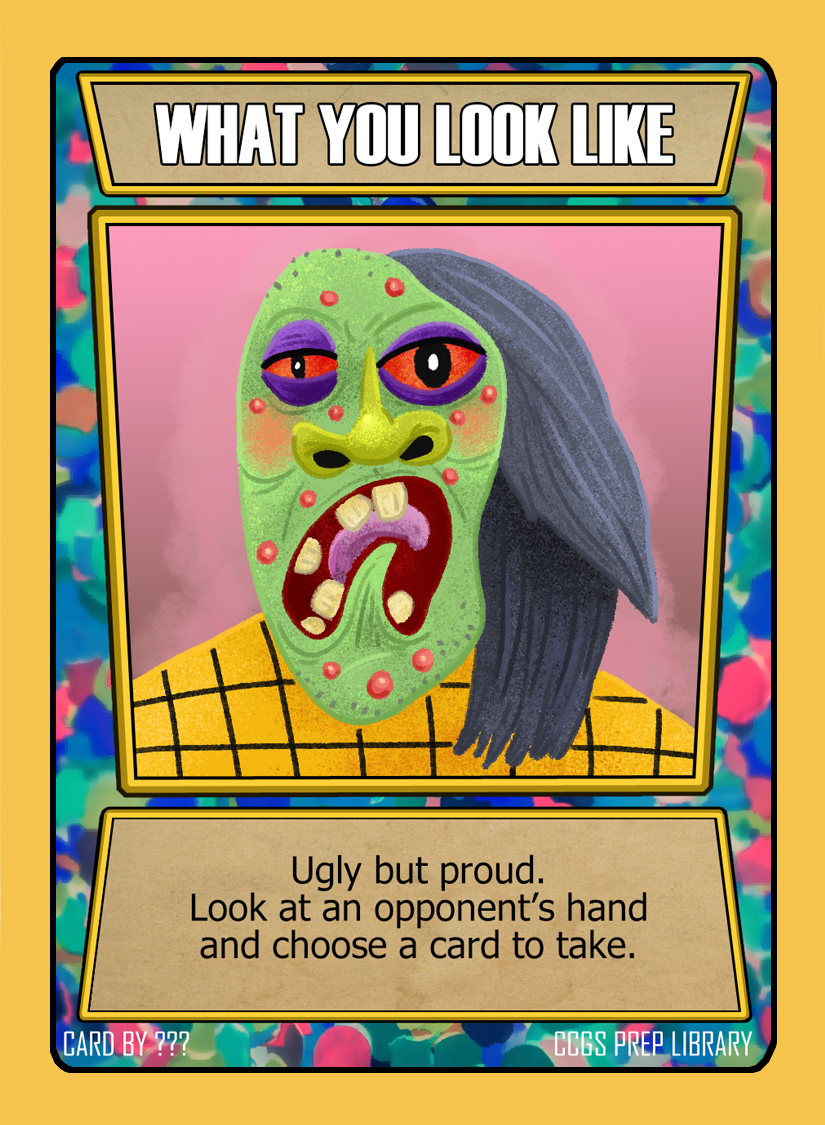 WHAT YOU LOOK LIKE
Ugly but proud.
Look at an opponent’s hand
and choose a card to take.
CARD BY ???
CCGS PREP LIBRARY